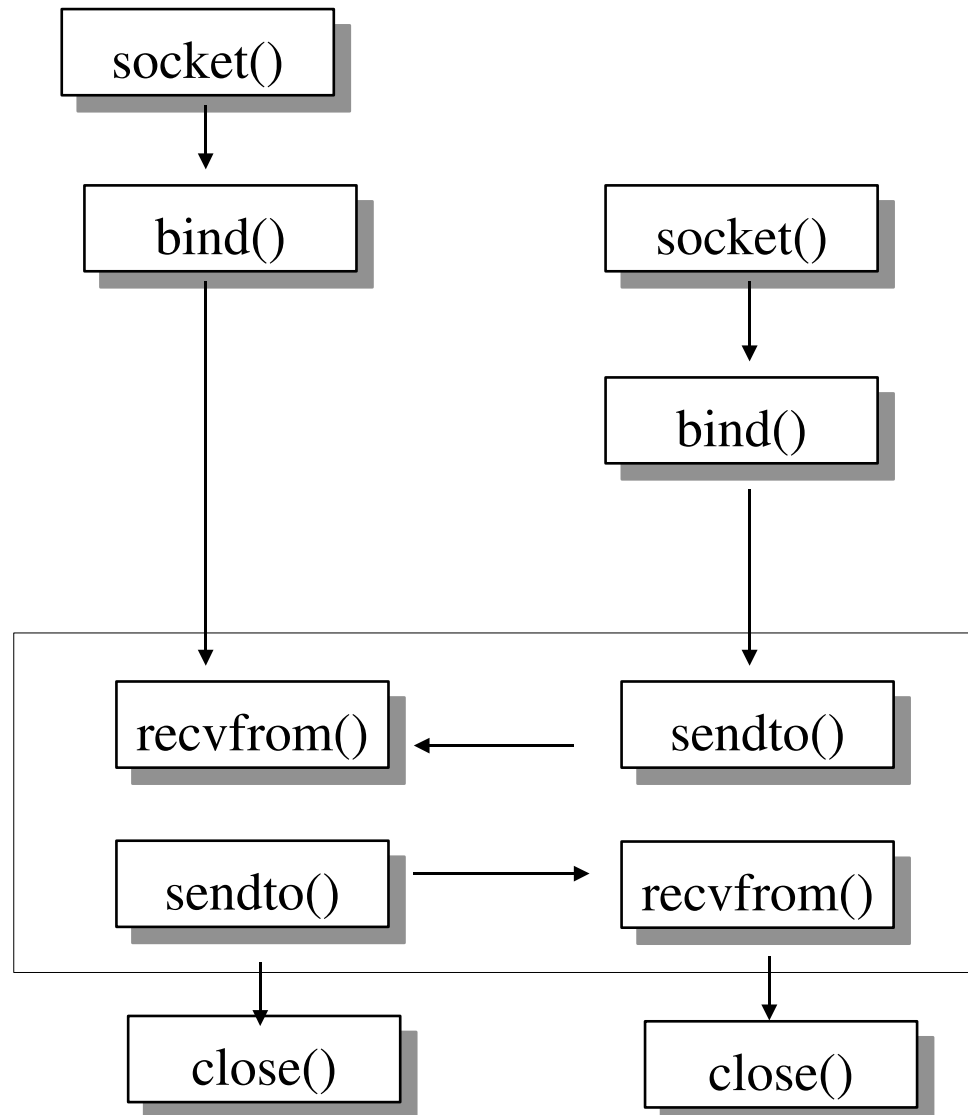 socket()
bind()
socket()
bind()
recvfrom()
sendto()
sendto()
recvfrom()
close()
close()